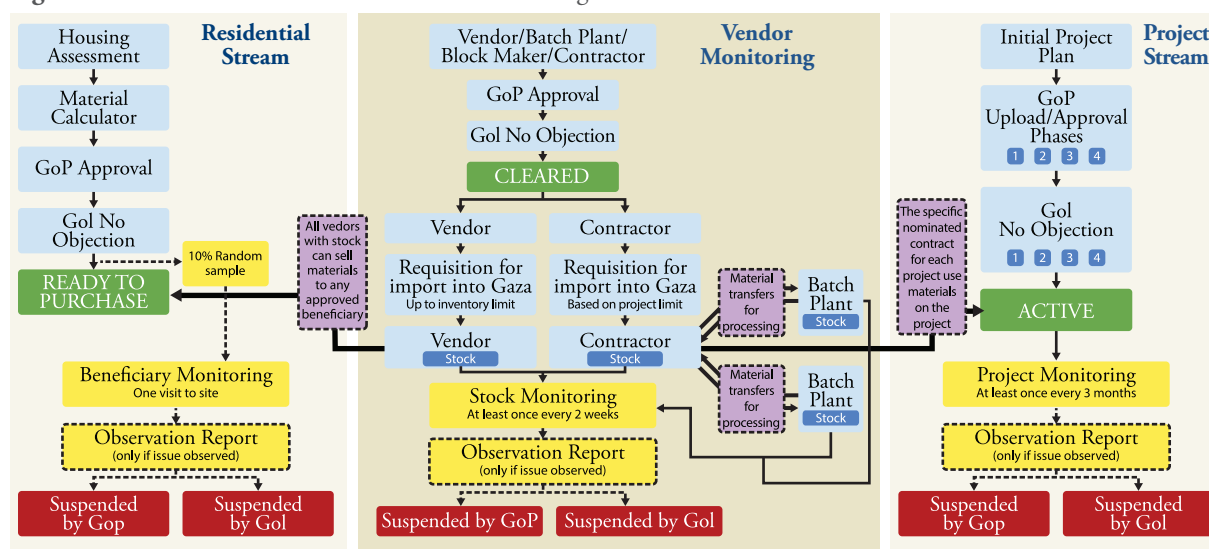 Residential
Stream
Housing
Assessment
Material
Calculator
GoP Approval
GoI No
Objection
10% Random
sample
READY TO
PURCHASE
Beneficiary Monitoring
One visit to site
Observation Report
(only if issue observed)
Suspended
by Gop
Suspended
by Gol
All vedors
with stock
can sell
materials
to any
approved
beneficiary
Vendor
Monitoring
Vendor/Batch Plant/
Block Maker/Contractor
GoP Approval
Gol No Objection
CLEARED
Vendor
Contractor
Requisition for
import into Gaza
Up to inventory limit
Requisition for
import into Gaza
Based on project limit
Vendor
Stock
Contractor
Stock
Material
transfers
for
processing
Batch
Plant
Stock
Material
transfers
for
processing
Batch
Plant
Stock
Stock Monitoring
At least once every 2 weeks
Observation Report
(only if issue observed)
Suspended by GoP
Suspended by Gol
Project
Stream
Initial Project
Plan
GoP
Upload/Approval
Phases
1 2 3 4
Gol
No Objection
1 2 3 4
The specific
nominated
contract
for each
project use
materials
on the
project
ACTIVE
Project Monitoring
At least once every 3 months
Observation Report
(only if issue observed)
Suspended
by Gop
Suspended
by Gol